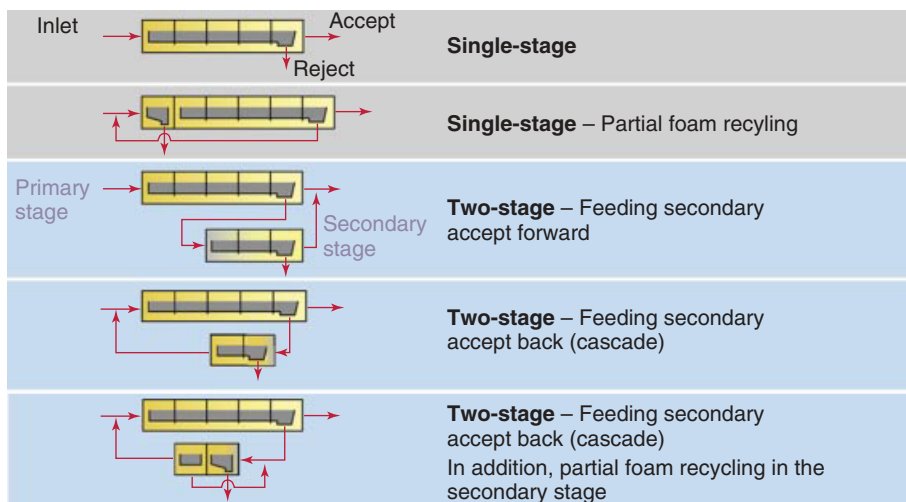 Inlet
Accept
Reject
Single-stage
Single-stage – Partial foam recyling
Primary
stage
Secondary
stage
Two-stage – Feeding secondary
accept forward
Two-stage – Feeding secondary
accept back (cascade)
Two-stage – Feeding secondary
accept back (cascade)
In addition, partial foam recycling in the
secondary stage